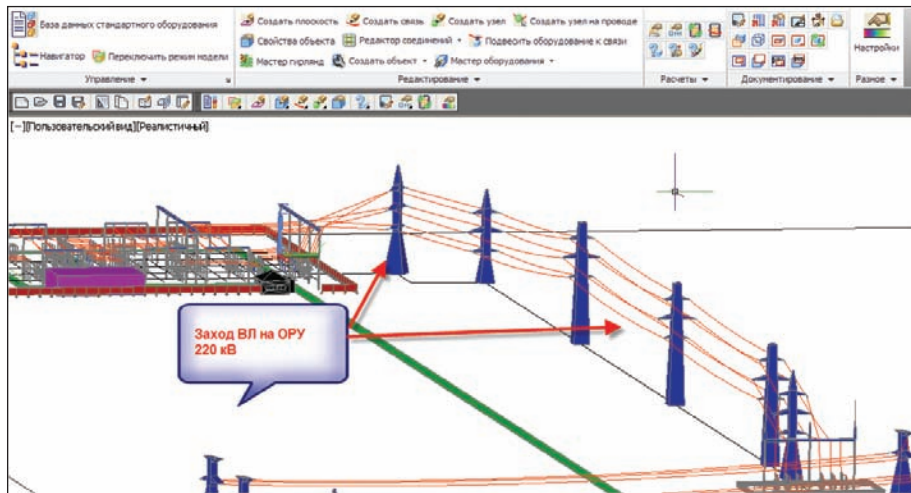 База данных стандартного оборудования
Навигатор Переключить режим модели
Управление
Создать плоскость Создать связь Создать узел Создать узел на проводе
Свойства объекта Редактор соединений Подвесить оборудование к связи
Мастер гирлянд Создать объект Мастер оборудования
Редактирование
Расчеты
Документирование
Настройки
Разное
[−][Пользовательский вид][Реалистичный]
Заход ВЛ на ОРУ
220 кВ